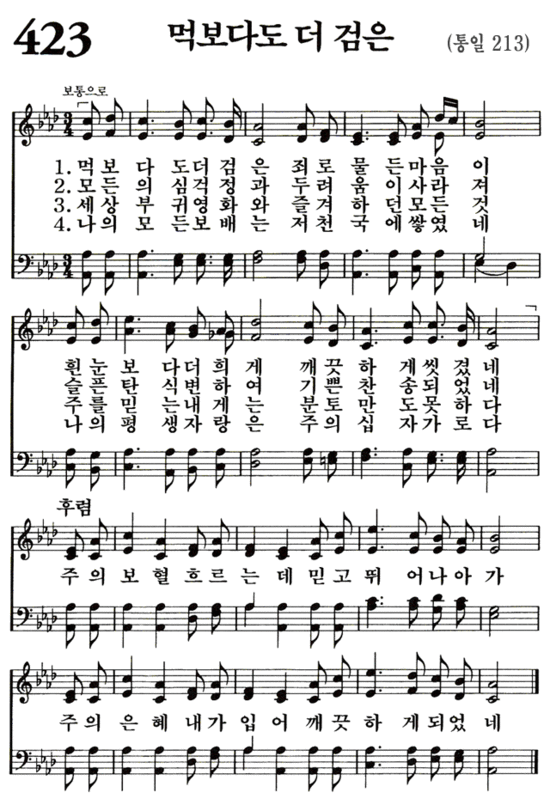 423 먹보다도 더 검은 (통일 213)
보통으로
1. 먹보다도더검은 죄로물든마음이
2. 모든의심걱정과 두려움이사라져
3. 세상부귀영화와 즐겨하던모든것
4. 나의모든보배는 저천국에쌓였네
흰눈보다더희게 깨끗하게씻겼네
슬픈탄식변하여 기쁜찬송되었네
주를믿는내게는 분토만도못하다
나의평생자랑은 주의십자가로다
후렴
주의보혈흐르는데믿고뛰어나아가
주의은혜내가입어깨끗하게되었네